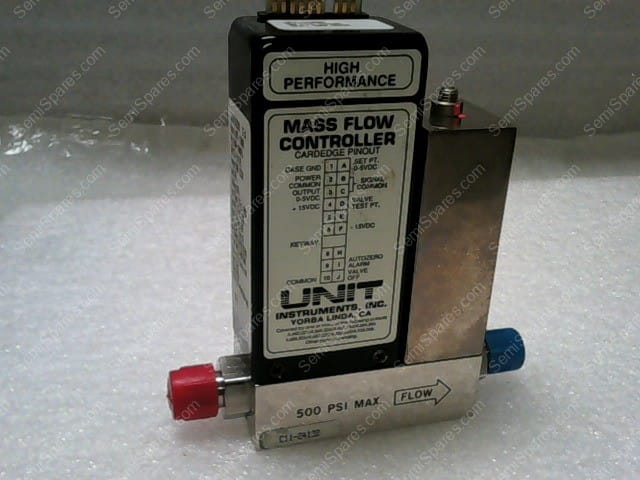 HIGH
PERFORMANCE
MASS FLOW
CONTROLLER
CARDEDGE PINOUT
CASE GND 1 A SET PT. 0-5VDC
POWER COMMON 2 B SIGNAL COMMON
OUTPUT 0-5VDC 3 C
+15VDC 4 D VALVE TEST PT.
5 E
6 F -15VDC
KEYWAY
8 H
9 I AUTOZERO ALARM
COMMON 10 J VALVE OFF
UNIT
INSTRUMENTS, INC.
YORBA LINDA, CA
500 PSI MAX. FLOW
SemiSpares.com